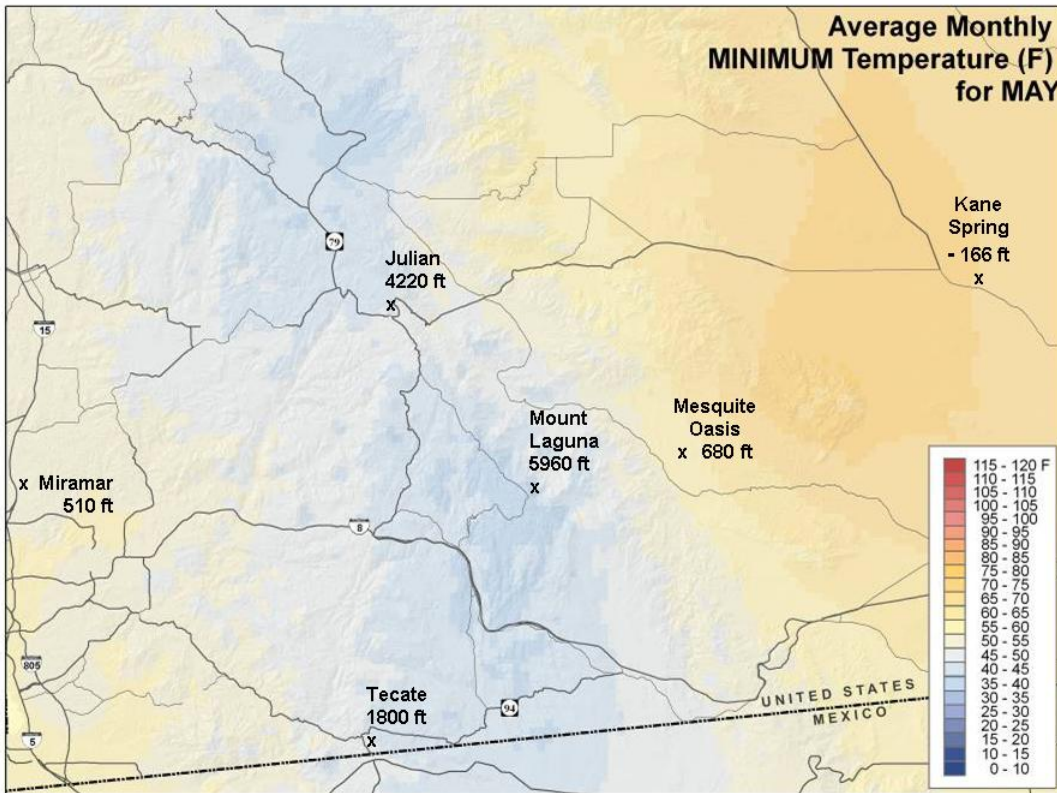 Average Monthly
MINIMUM Temperature (F)
for MAY
Kane
Spring
- 166 ft
x
79
Julian
4220 ft
x
15
Mount
Laguna
5960 ft
x
Mesquite
Oasis
x 680 ft
x Miramar
510 ft
8
805
5
Tecate
1800 ft
x
94
UNITED STATES
MEXICO
115 - 120 F
110 - 115
105 - 110
100 - 105
95 - 100
90 - 95
85 - 90
80 - 85
75 - 80
70 - 75
65 - 70
60 - 65
55 - 60
50 - 55
45 - 50
40 - 45
35 - 40
30 - 35
25 - 30
20 - 25
15 - 20
10 - 15
0 - 10